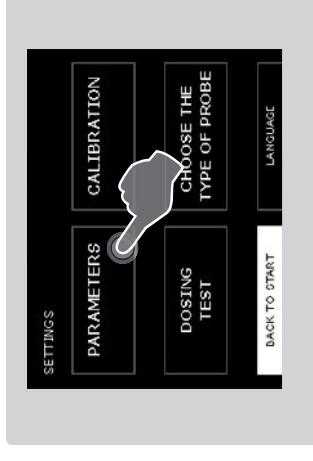 SETTINGS
PARAMETERS
CALIBRATION
DOSING
TEST
CHOOSE THE
TYPE OF PROBE
BACK TO START
LANGUAGE